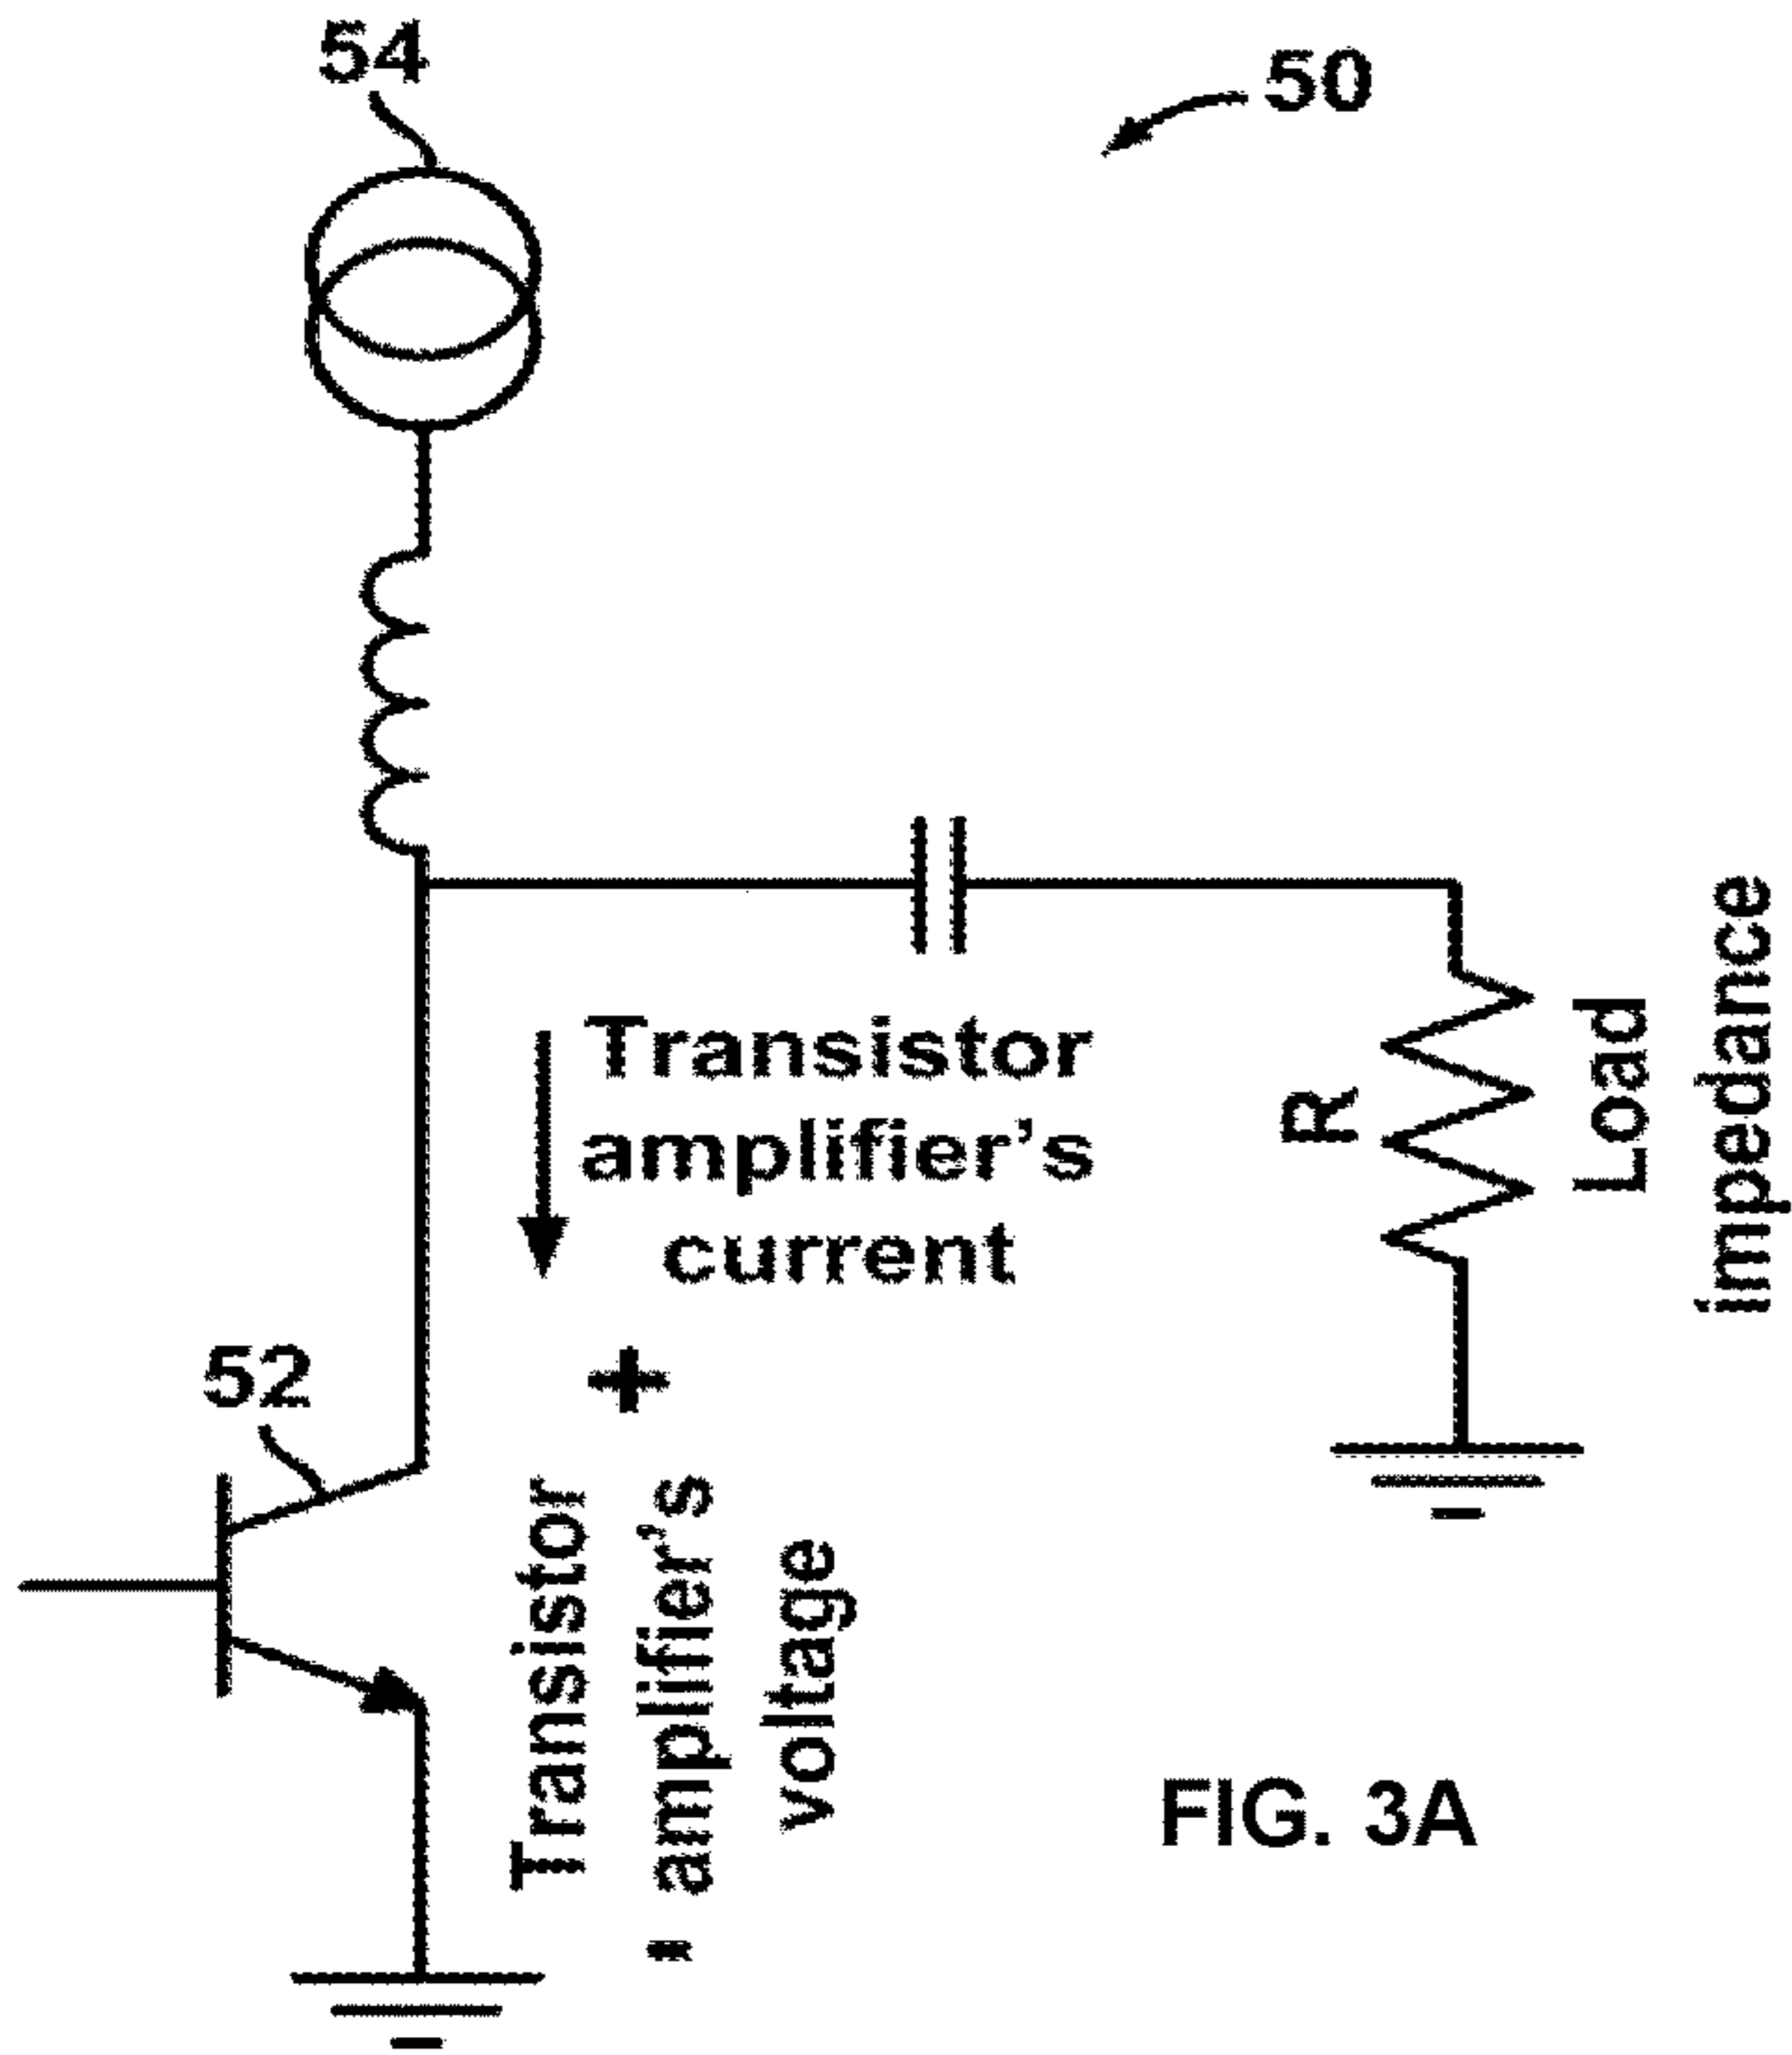 54
50
Transistor
amplifier's
current
R
Load
impedance
52
+
Transistor
amplifier's
voltage
-
FIG. 3A